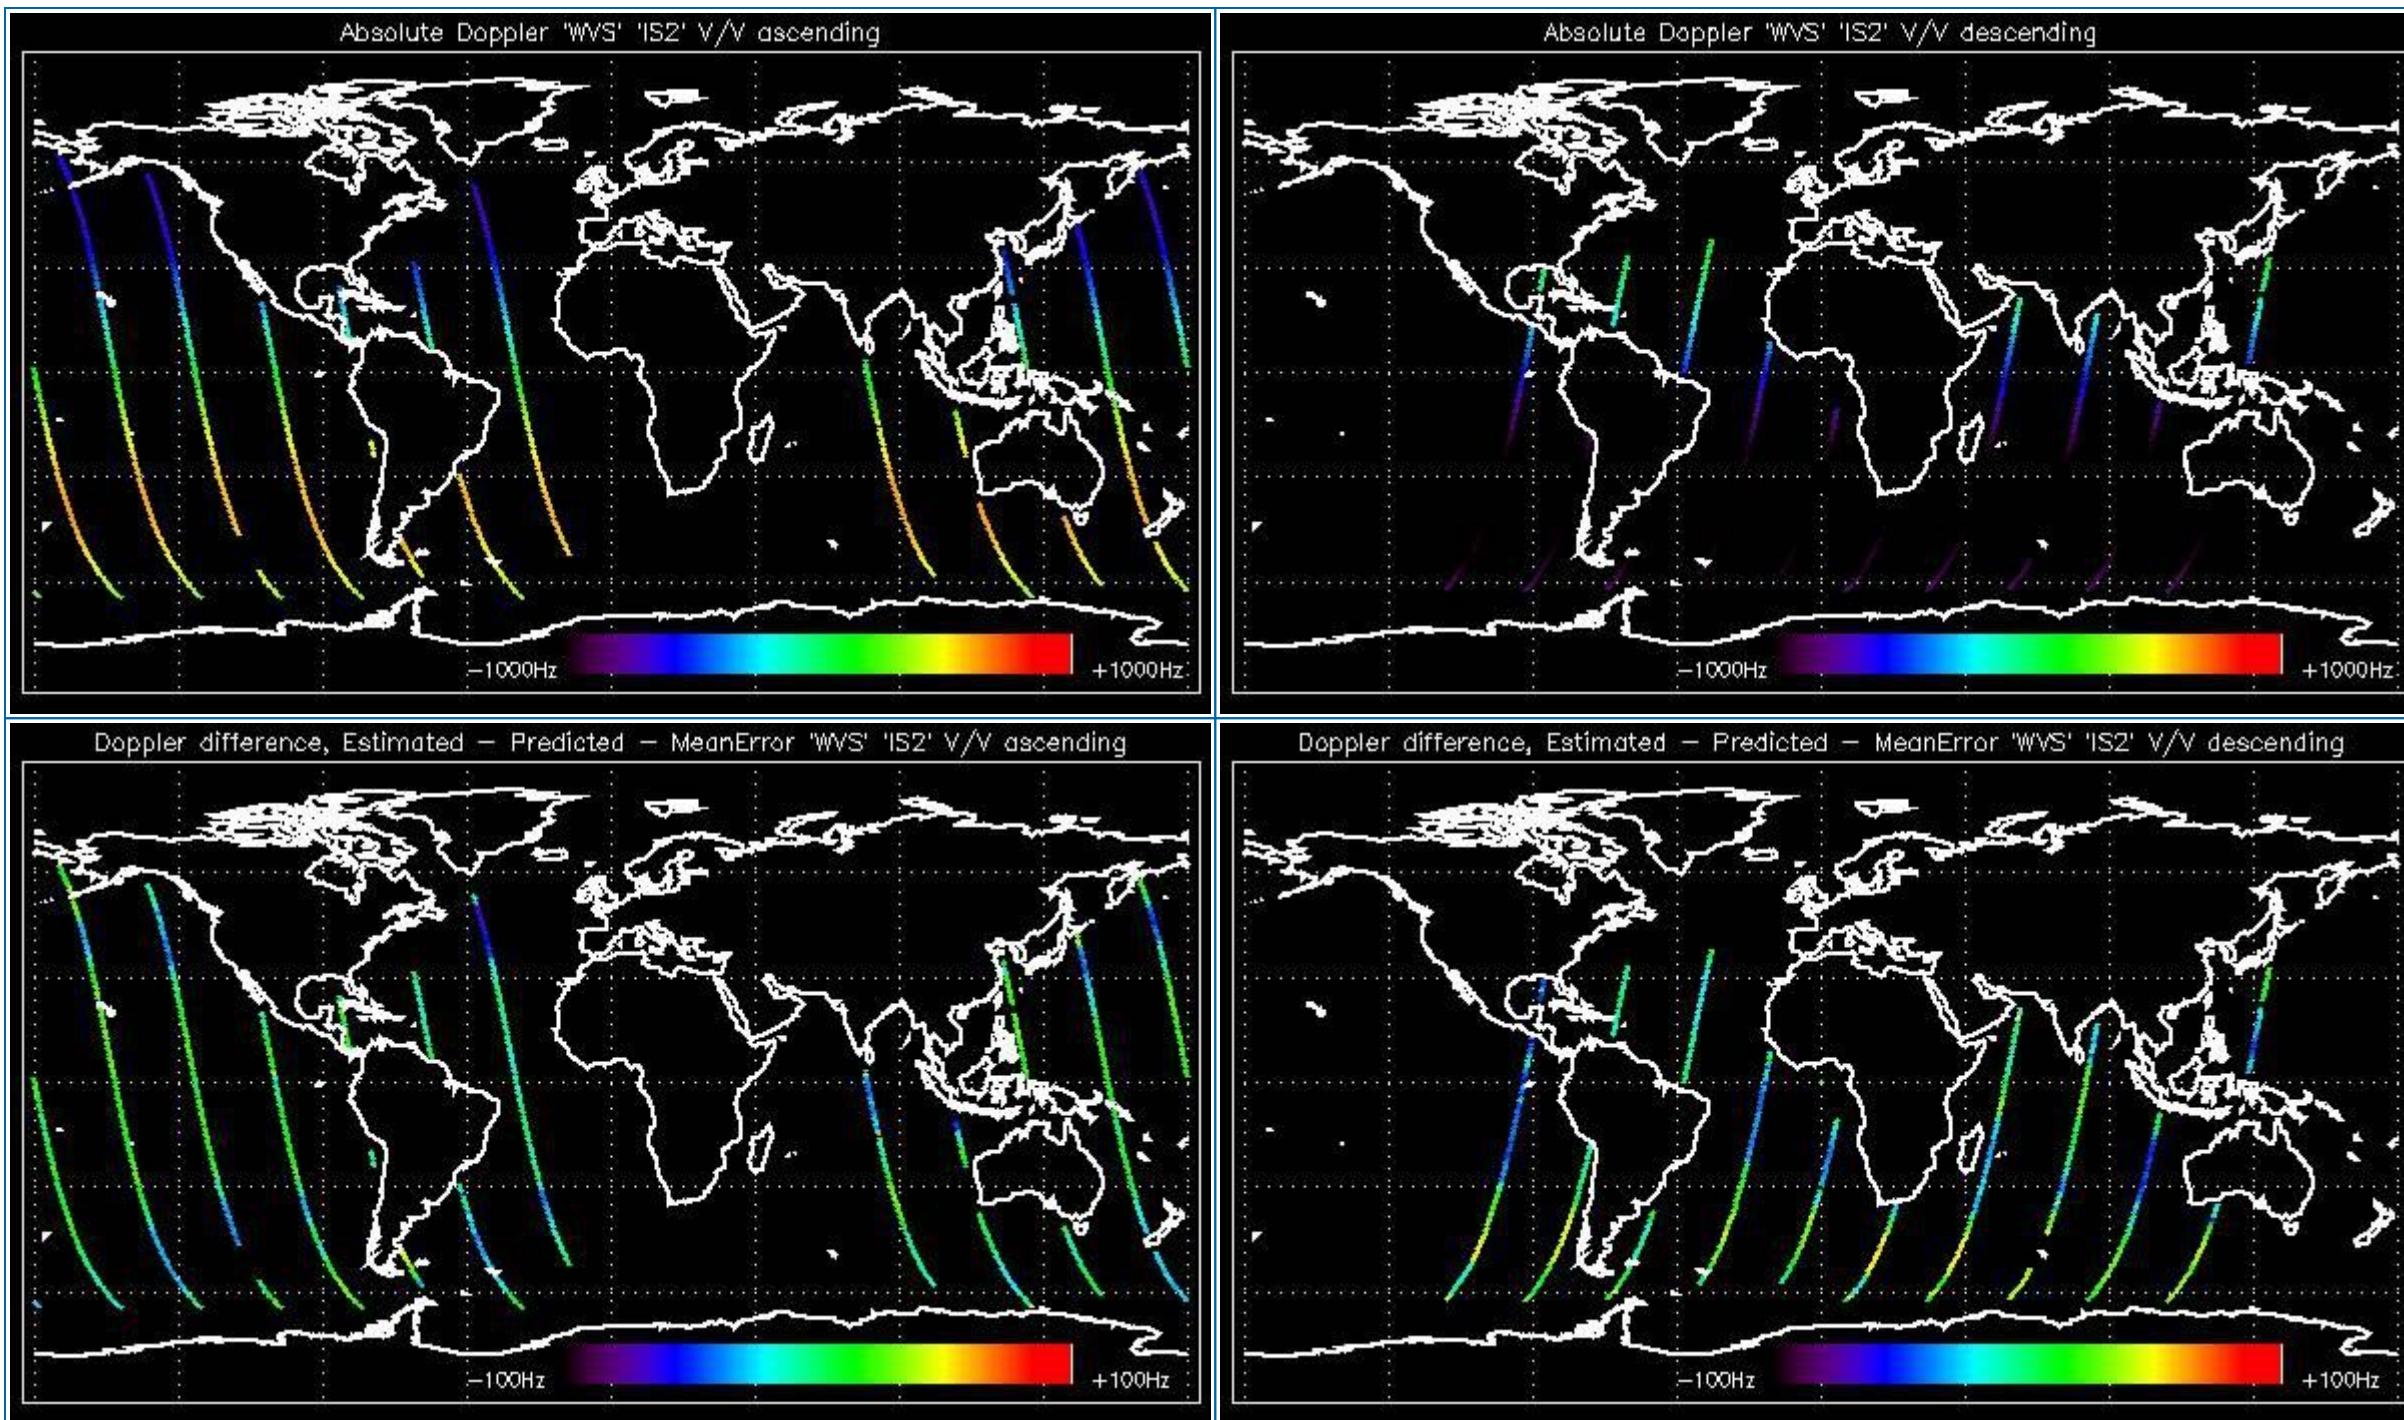 Absolute Doppler 'WVS' 'IS2' V/V ascending
-1000Hz +1000Hz
Absolute Doppler 'WVS' 'IS2' V/V descending
-1000Hz +1000Hz
Doppler difference, Estimated - Predicted - MeanError 'WVS' 'IS2' V/V ascending
-100Hz +100Hz
Doppler difference, Estimated - Predicted - MeanError 'WVS' 'IS2' V/V descending
-100Hz +100Hz